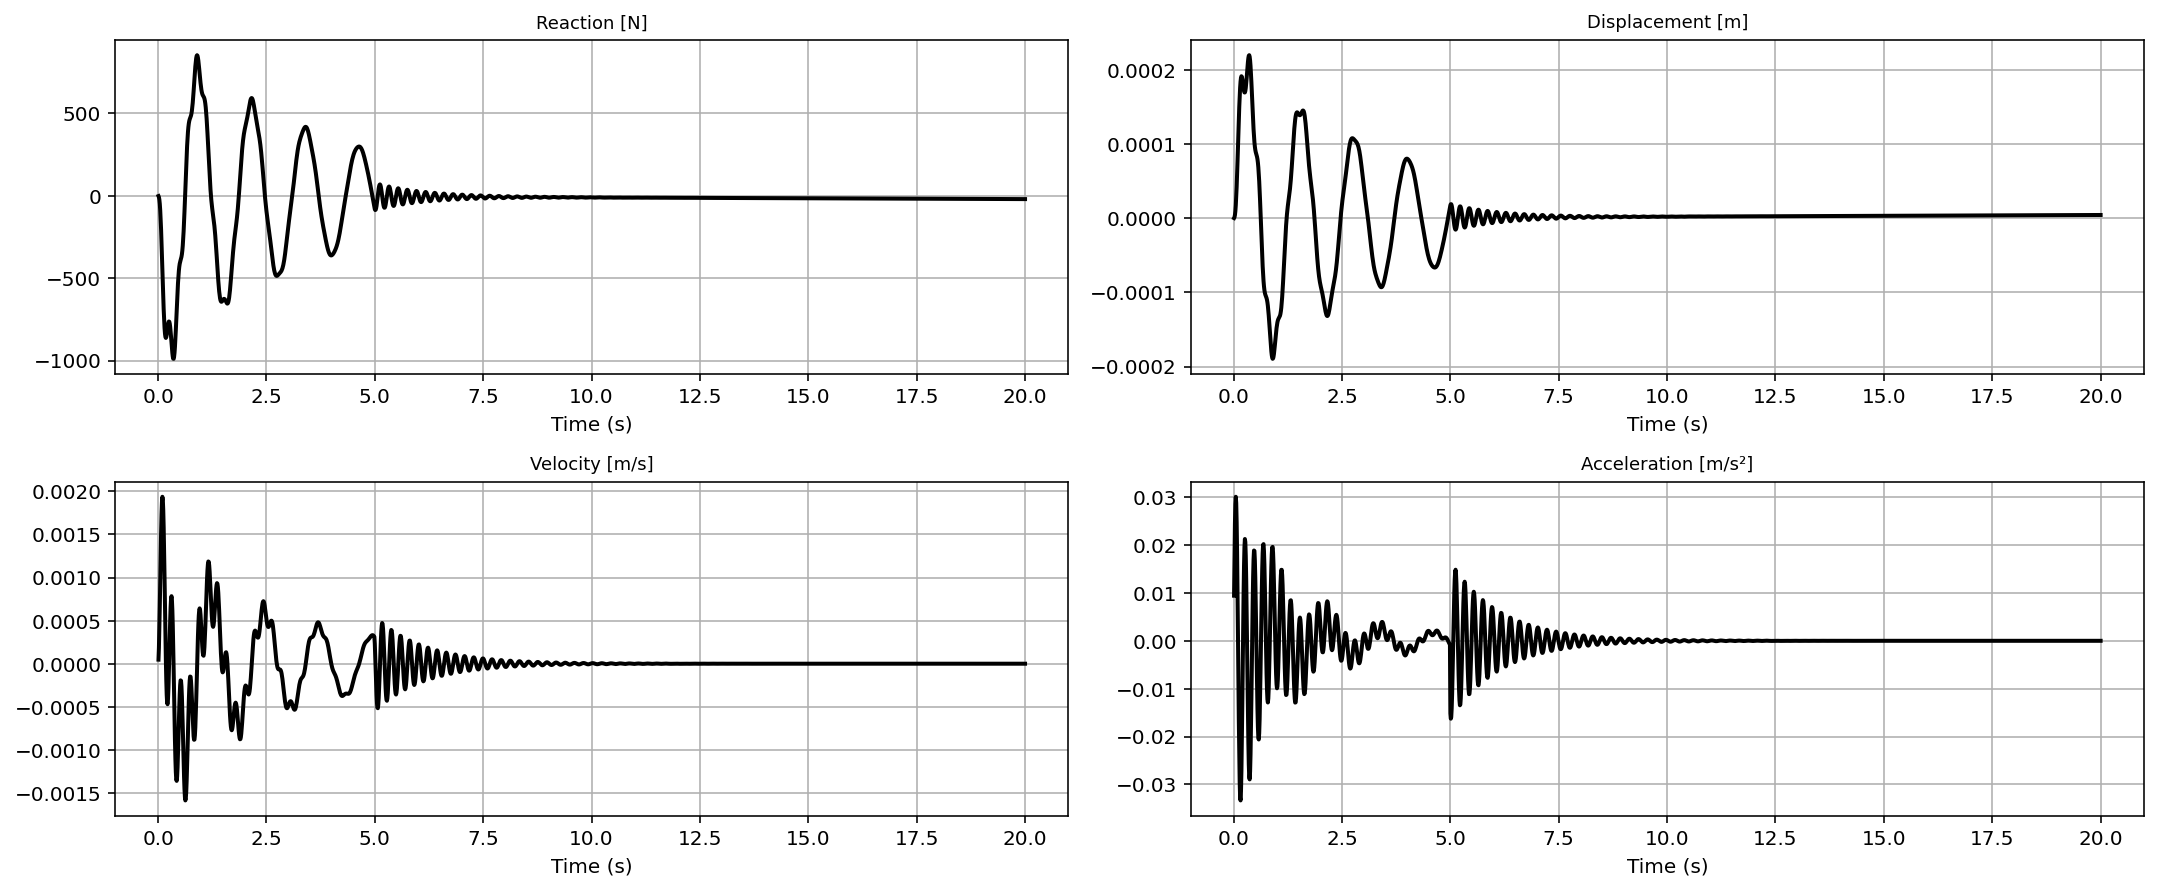 Reaction [N]
500
0
−500
−1000
0.0 2.5 5.0 7.5 10.0 12.5 15.0 17.5 20.0
Time (s)
Displacement [m]
0.0002
0.0001
0.0000
−0.0001
−0.0002
0.0 2.5 5.0 7.5 10.0 12.5 15.0 17.5 20.0
Time (s)
Velocity [m/s]
0.0020
0.0015
0.0010
0.0005
0.0000
−0.0005
−0.0010
−0.0015
0.0 2.5 5.0 7.5 10.0 12.5 15.0 17.5 20.0
Time (s)
Acceleration [m/s²]
0.03
0.02
0.01
0.00
−0.01
−0.02
−0.03
0.0 2.5 5.0 7.5 10.0 12.5 15.0 17.5 20.0
Time (s)